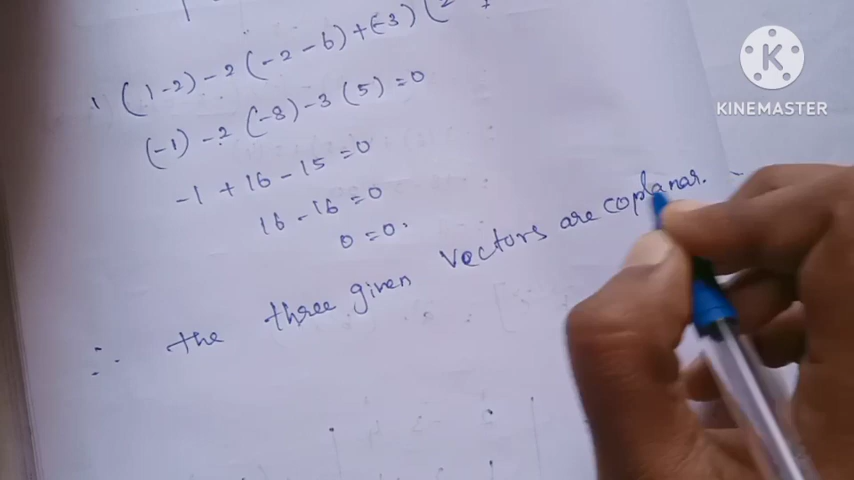 1 (1-2) -2 (-2-6) +(-3) (2
(-1) -2 (-8) -3 (5) =0
-1 + 16 - 15 = 0
16 - 16 = 0
0 = 0.
∴ the three given vectors are coplanar.
KINEMASTER